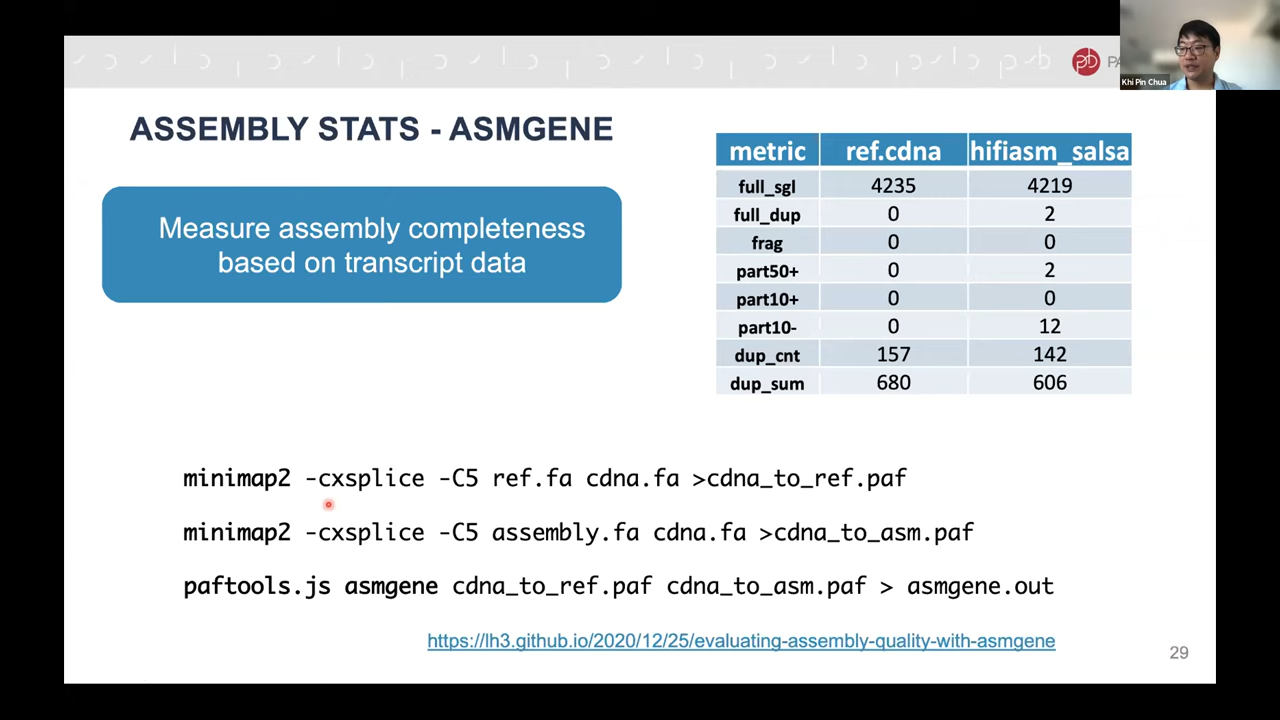 Khi Pin Chua
ASSEMBLY STATS - ASMGENE
Measure assembly completeness
based on transcript data
metric ref.cdna hifiasm_salsa
full_sgl 4235 4219
full_dup 0 2
frag 0 0
part50+ 0 2
part10+ 0 0
part10- 0 12
dup_cnt 157 142
dup_sum 680 606
minimap2 -cxsplice -C5 ref.fa cdna.fa >cdna_to_ref.paf
minimap2 -cxsplice -C5 assembly.fa cdna.fa >cdna_to_asm.paf
paftools.js asmgene cdna_to_ref.paf cdna_to_asm.paf > asmgene.out
https://lh3.github.io/2020/12/25/evaluating-assembly-quality-with-asmgene
29